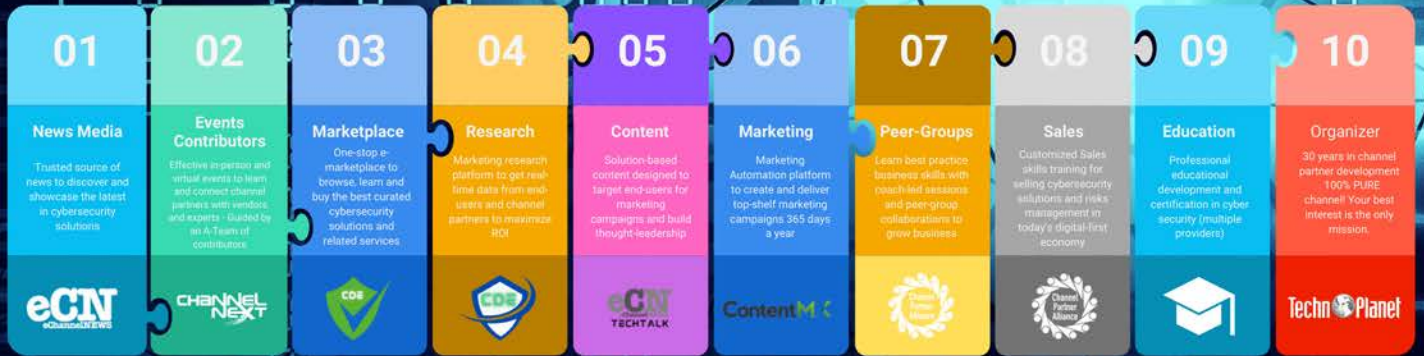 01
News Media
Trusted source of
news to discover and
showcase the latest
in cybersecurity
solutions
eCN
eChannelNEWS
02
Events
Contributors
Effective in-person and
virtual events to learn
and connect channel
partners with vendors
and experts - Guided by
an A-Team of
contributors
CHANNEL
NEXT
03
Marketplace
One-stop e-
marketplace to
browse, learn and
buy the best curated
cybersecurity
solutions and
related services
CDE
04
Research
Marketing research
platform to get real-
time data from end-
users and channel
partners to maximize
ROI
CDE
05
Content
Solution-based
content designed to
target end-users for
marketing
campaigns and build
thought-leadership
eCN
TECHTALK
06
Marketing
Marketing
Automation platform
to create and deliver
top-shelf marketing
campaigns 365 days
a year
ContentM
07
Peer-Groups
Learn best practice
business skills with
coach-led sessions
and peer-group
collaborations to
grow business
Channel
Partner
Alliance
08
Sales
Customized Sales
skills training for
selling cybersecurity
solutions and risks
management in
today's digital-first
economy
Channel
Partner
Alliance
09
Education
Professional
educational
development and
certification in cyber
security (multiple
providers)
10
Organizer
30 years in channel
partner development
100% PURE
channel! Your best
interest is the only
mission.
Techn Planet